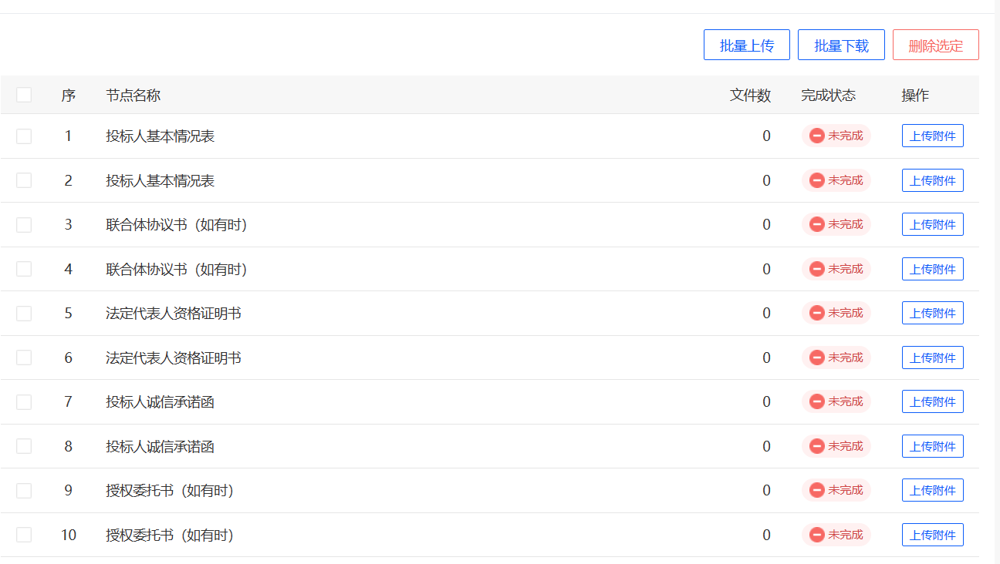 批量上传 批量下载 删除选定
序 节点名称 文件数 完成状态 操作
1 投标人基本情况表 0 未完成 上传附件
2 投标人基本情况表 0 未完成 上传附件
3 联合体协议书（如有时） 0 未完成 上传附件
4 联合体协议书（如有时） 0 未完成 上传附件
5 法定代表人资格证明书 0 未完成 上传附件
6 法定代表人资格证明书 0 未完成 上传附件
7 投标人诚信承诺函 0 未完成 上传附件
8 投标人诚信承诺函 0 未完成 上传附件
9 授权委托书（如有时） 0 未完成 上传附件
10 授权委托书（如有时） 0 未完成 上传附件